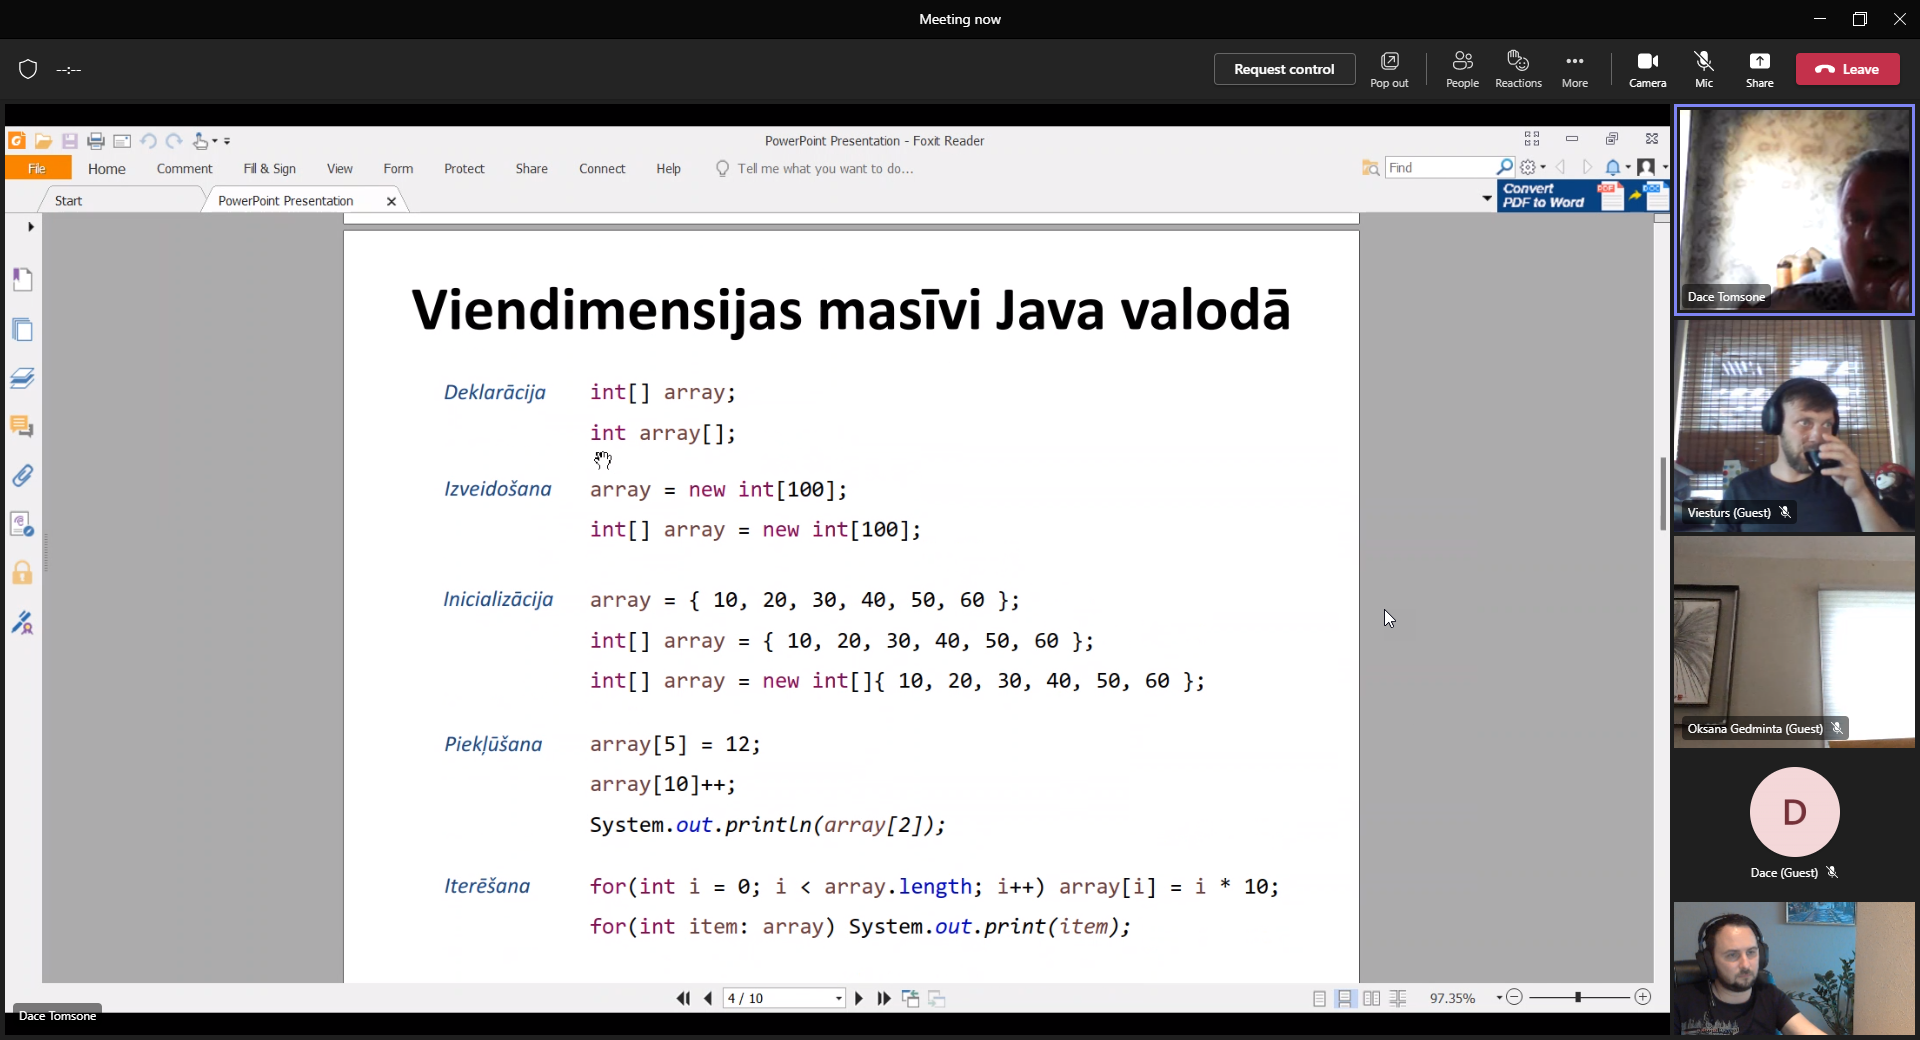 Meeting now
--:--
Request control
Pop out
People
Reactions
More
Camera
Mic
Share
Leave
PowerPoint Presentation - Foxit Reader
File
Home
Comment
Fill & Sign
View
Form
Protect
Share
Connect
Help
Tell me what you want to do...
Find
Start
PowerPoint Presentation
Convert
PDF to Word
Viendimensijas masīvi Java valodā
Deklarācija int[] array;
int array[];
Izveidošana array = new int[100];
int[] array = new int[100];
Inicializācija array = { 10, 20, 30, 40, 50, 60 };
int[] array = { 10, 20, 30, 40, 50, 60 };
int[] array = new int[]{ 10, 20, 30, 40, 50, 60 };
Piekļūšana array[5] = 12;
array[10]++;
System.out.println(array[2]);
Iterēšana for(int i = 0; i < array.length; i++) array[i] = i * 10;
for(int item: array) System.out.print(item);
4 / 10
97.35%
Dace Tomsone
Dace Tomsone
Viesturs (Guest)
Oksana Gedminta (Guest)
D
Dace (Guest)